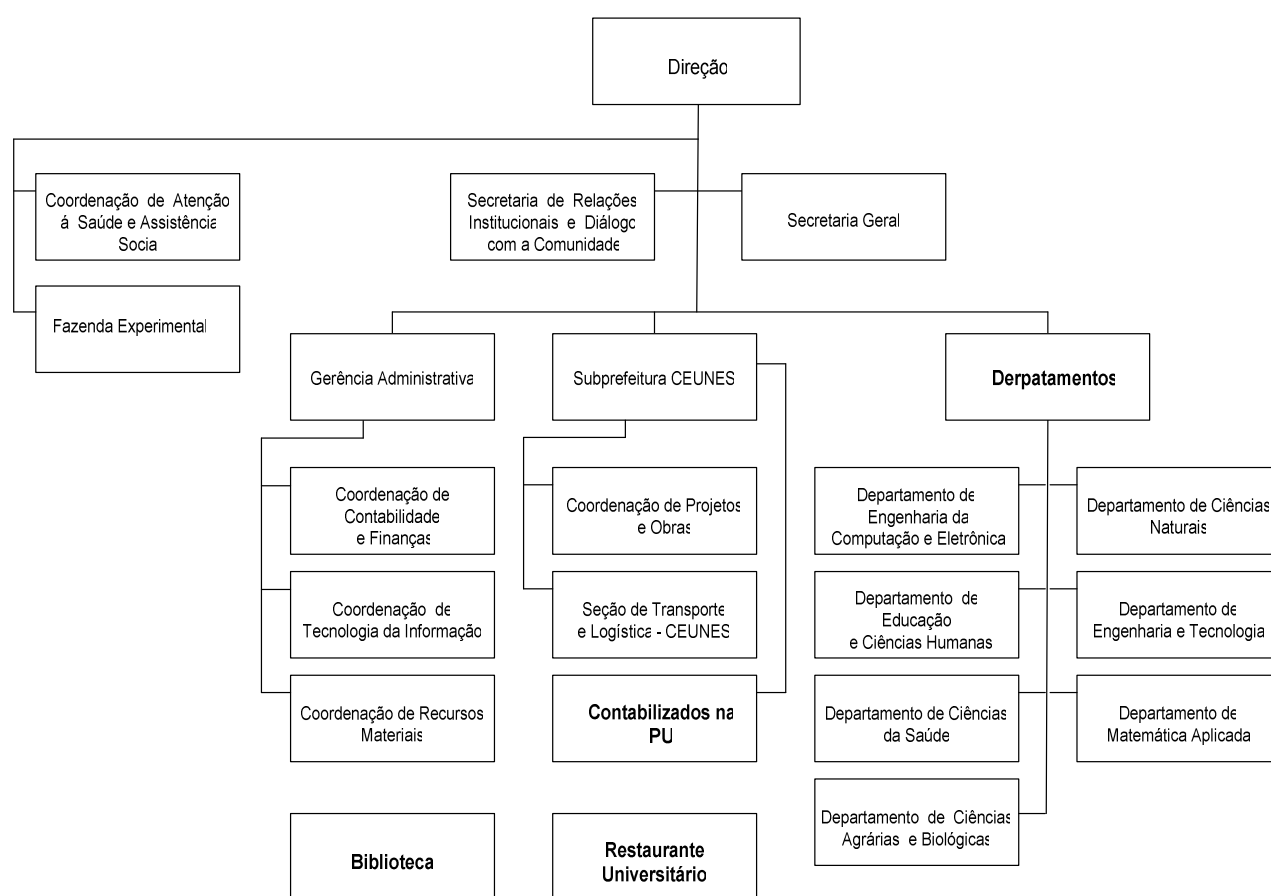 Direção
Coordenação de Atenção
á Saúde e Assistência
Socia
Secretaria de Relações
Institucionais e Diálogo
com a Comunidade
Secretaria Geral
Fazenda Experimental
Gerência Administrativa
Subprefeitura CEUNES
Derpatamentos
Coordenação de
Contabilidade
e Finanças
Coordenação de Projetos
e Obras
Departamento de
Engenharia da
Computação e Eletrônica
Departamento de Ciências
Naturais
Coordenação de
Tecnologia da Informação
Seção de Transporte
e Logística - CEUNES
Departamento de
Educação
e Ciências Humanas
Departamento de
Engenharia e Tecnologia
Coordenação de Recursos
Materiais
Contabilizados na
PU
Departamento de Ciências
da Saúde
Departamento de
Matemática Aplicada
Departamento de Ciências
Agrárias e Biológicas
Biblioteca
Restaurante
Universitário